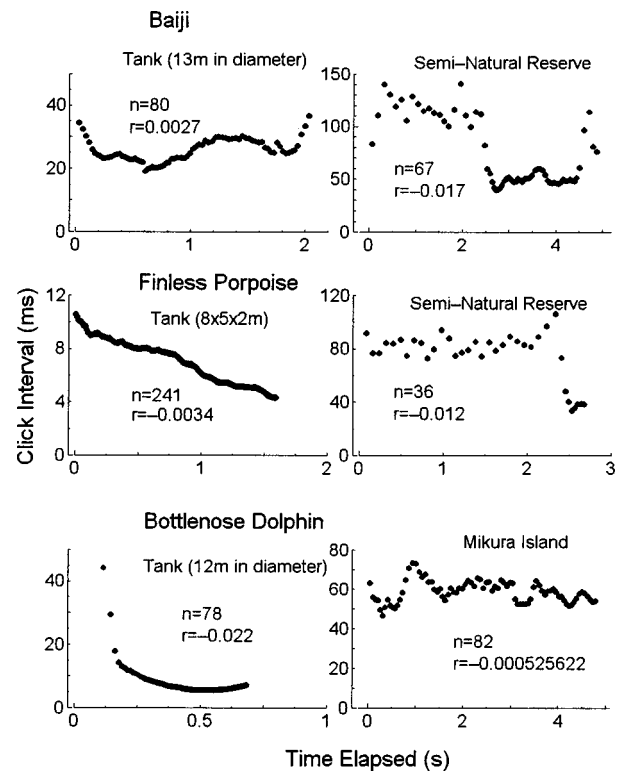 Baiji
Tank (13m in diameter)
n=80
r=0.0027
40
20
0
0
1
2
Semi–Natural Reserve
150
100
50
0
n=67
r=–0.017
0
2
4
Finless Porpoise
Tank (8x5x2m)
12
8
4
0
n=241
r=–0.0034
0
1
2
Semi–Natural Reserve
120
80
40
0
n=36
r=–0.012
0
1
2
3
Click Interval (ms)
Bottlenose Dolphin
Tank (12m in diameter)
40
20
0
n=78
r=–0.022
0
0.5
1
Mikura Island
80
60
40
20
0
n=82
r=–0.000525622
0
2
4
Time Elapsed (s)